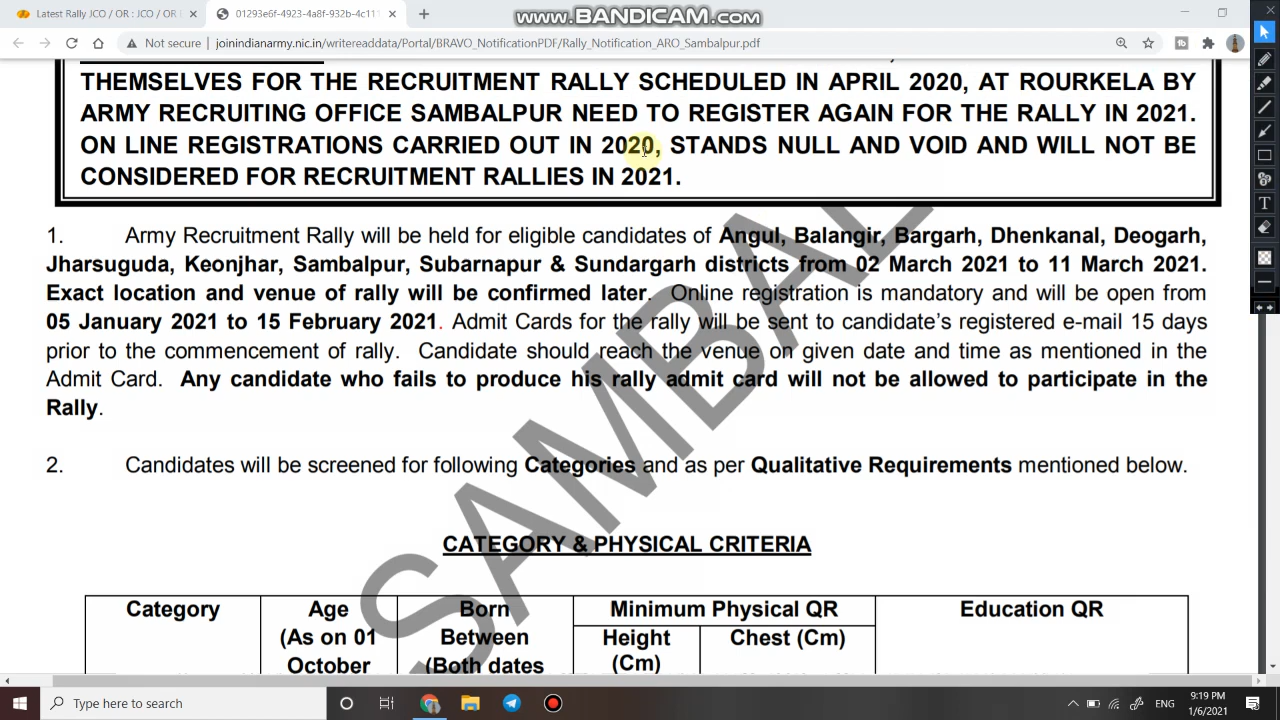 Latest Rally JCO / OR : JCO / OR
01293e6f-4923-4a8f-932b-4c111
www.BANDICAM.com
Not secure | joinindianarmy.nic.in/writereaddata/Portal/BRAVO_NotificationPDF/Rally_Notification_ARO_Sambalpur.pdf
THEMSELVES FOR THE RECRUITMENT RALLY SCHEDULED IN APRIL 2020, AT ROURKELA BY
ARMY RECRUITING OFFICE SAMBALPUR NEED TO REGISTER AGAIN FOR THE RALLY IN 2021.
ON LINE REGISTRATIONS CARRIED OUT IN 2020, STANDS NULL AND VOID AND WILL NOT BE
CONSIDERED FOR RECRUITMENT RALLIES IN 2021.
1. Army Recruitment Rally will be held for eligible candidates of Angul, Balangir, Bargarh, Dhenkanal, Deogarh,
Jharsuguda, Keonjhar, Sambalpur, Subarnapur & Sundargarh districts from 02 March 2021 to 11 March 2021.
Exact location and venue of rally will be confirmed later. Online registration is mandatory and will be open from
05 January 2021 to 15 February 2021. Admit Cards for the rally will be sent to candidate's registered e-mail 15 days
prior to the commencement of rally. Candidate should reach the venue on given date and time as mentioned in the
Admit Card. Any candidate who fails to produce his rally admit card will not be allowed to participate in the
Rally.
2. Candidates will be screened for following Categories and as per Qualitative Requirements mentioned below.
SAMBAL
CATEGORY & PHYSICAL CRITERIA
Category Age Born Minimum Physical QR Education QR
(As on 01 Between Height Chest (Cm)
October (Both dates (Cm)
Type here to search
ENG
9:19 PM
1/6/2021